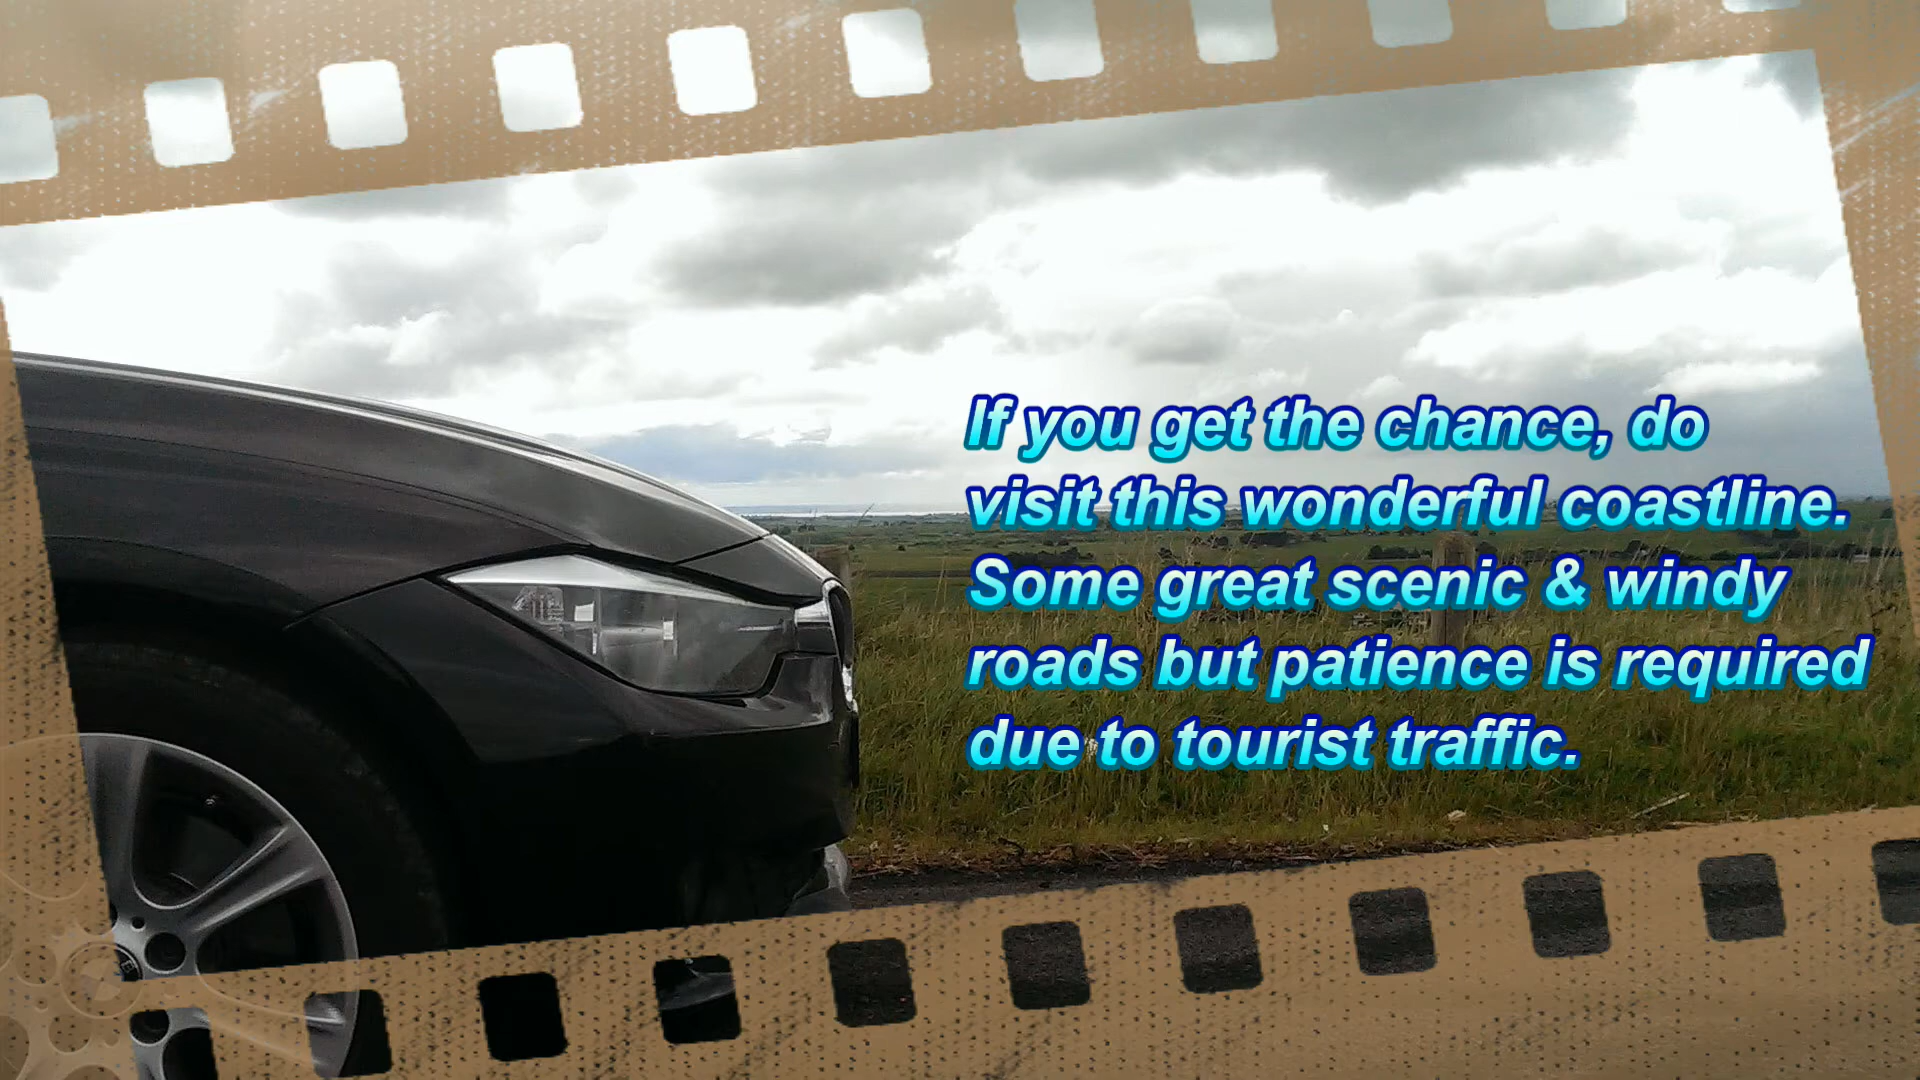 If you get the chance, do
visit this wonderful coastline.
Some great scenic & windy
roads but patience is required
due to tourist traffic.